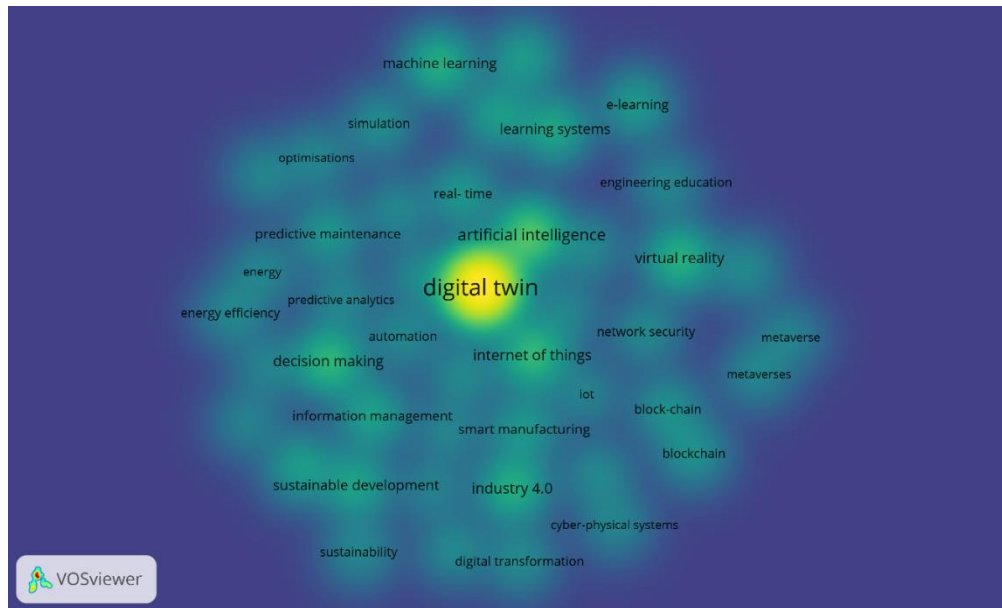 machine learning
e-learning
simulation
learning systems
optimisations
engineering education
real- time
predictive maintenance
artificial intelligence
virtual reality
energy
digital twin
predictive analytics
energy efficiency
network security
automation
metaverse
internet of things
decision making
metaverses
iot
block-chain
information management
smart manufacturing
blockchain
sustainable development
industry 4.0
cyber-physical systems
sustainability
digital transformation
VOSviewer